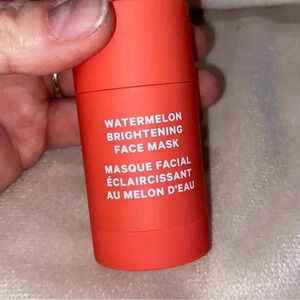 WATERMELON
BRIGHTENING
FACE MASK
MASQUE FACIAL
ÉCLAIRCISSANT
AU MELON D'EAU